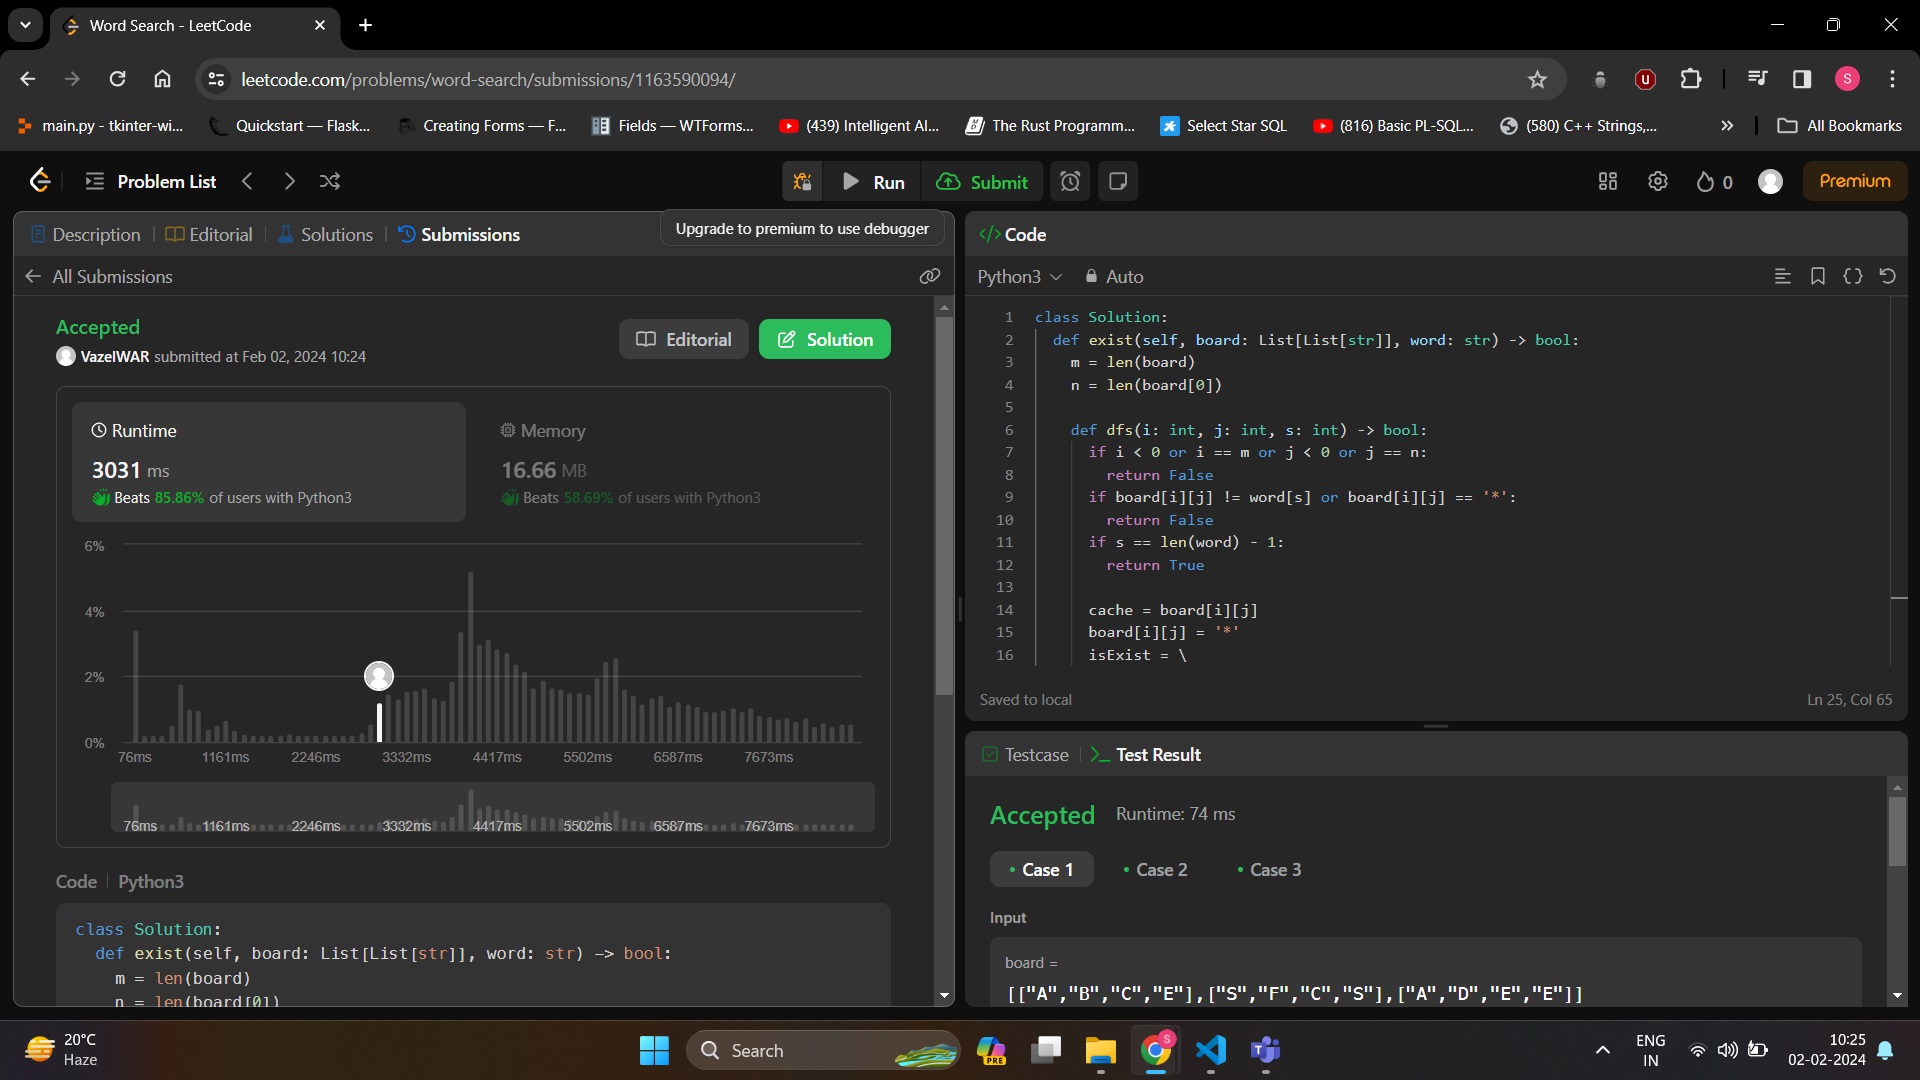 Word Search - LeetCode
leetcode.com/problems/word-search/submissions/1163590094/
main.py - tkinter-wi...
Quickstart — Flask...
Creating Forms — F...
Fields — WTForms...
(439) Intelligent AI...
The Rust Programm...
Select Star SQL
(816) Basic PL-SQL...
(580) C++ Strings,...
All Bookmarks
Problem List
Run
Submit
0
Premium
Description
Editorial
Solutions
Submissions
Upgrade to premium to use debugger
All Submissions
Accepted
VazelWAR submitted at Feb 02, 2024 10:24
Editorial
Solution
Runtime
3031 ms
Beats 85.86% of users with Python3
Memory
16.66 MB
Beats 58.69% of users with Python3
6%
4%
2%
0%
76ms 1161ms 2246ms 3332ms 4417ms 5502ms 6587ms 7673ms
76ms 1161ms 2246ms 3332ms 4417ms 5502ms 6587ms 7673ms
Code Python3
class Solution:
def exist(self, board: List[List[str]], word: str) -> bool:
m = len(board)
n = len(board[0])
</> Code
Python3
Auto
1 class Solution:
2 def exist(self, board: List[List[str]], word: str) -> bool:
3 m = len(board)
4 n = len(board[0])
5
6 def dfs(i: int, j: int, s: int) -> bool:
7 if i < 0 or i == m or j < 0 or j == n:
8 return False
9 if board[i][j] != word[s] or board[i][j] == '*':
10 return False
11 if s == len(word) - 1:
12 return True
13
14 cache = board[i][j]
15 board[i][j] = '*'
16 isExist = \
Saved to local
Ln 25, Col 65
Testcase
Test Result
Accepted
Runtime: 74 ms
Case 1
Case 2
Case 3
Input
board =
[["A","B","C","E"],["S","F","C","S"],["A","D","E","E"]]
20°C
Haze
Search
PRE
ENG
IN
10:25
02-02-2024